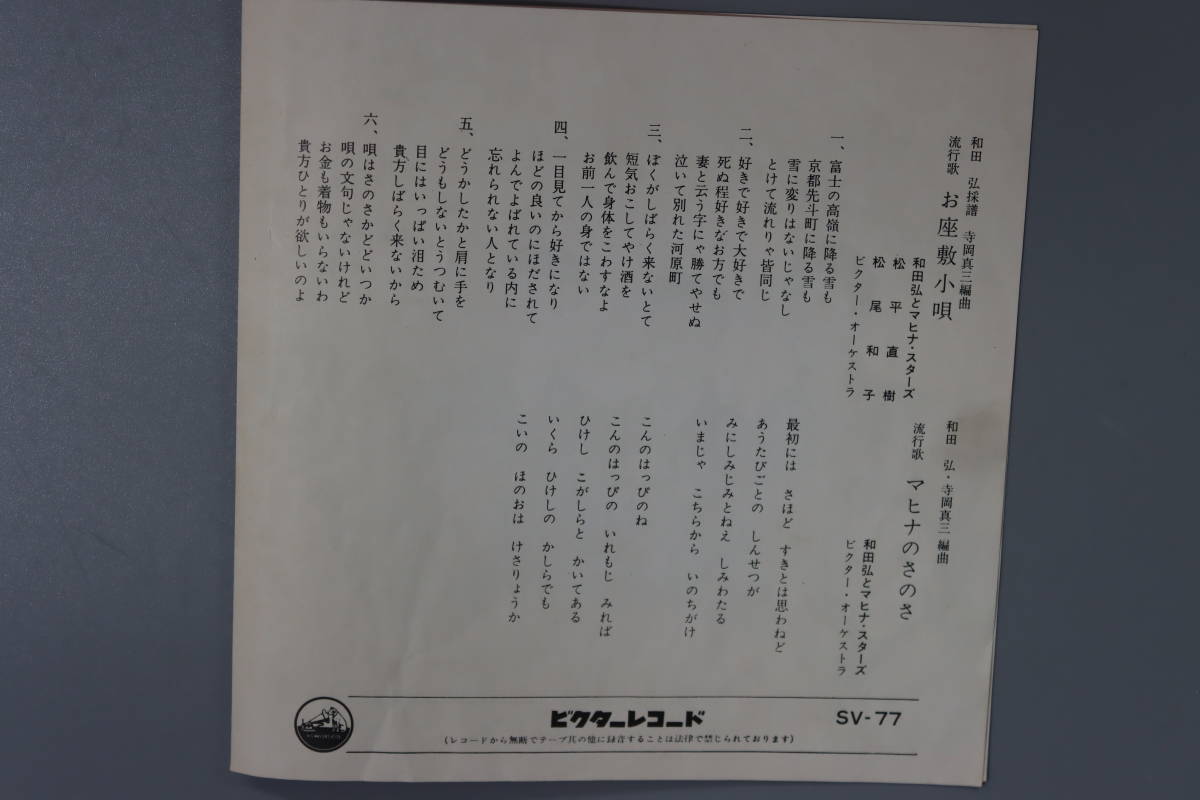 和田 弘採譜 寺岡真三編曲
流行歌 お座敷小唄
和田弘とマヒナ・スターズ
松平直樹
松尾和子
ビクター・オーケストラ
一、富士の高嶺に降る雪も
京都先斗町に降る雪も
雪に変りはないじゃなし
とけて流れりゃ皆同じ
二、好きで好きで大好きで
死ぬ程好きなお方でも
妻と云う字にゃ勝てやせぬ
泣いて別れた河原町
三、ぼくがしばらく来ないとて
短気おこしてやけ酒を
飲んで身体をこわすなよ
お前一人の身ではない
四、一目見てから好きになり
ほどの良いのにほだされて
よんでよばれている内に
忘れられない人となり
五、どうかしたかと肩に手を
どうもしないとうつむいて
目にはいっぱい泪ため
貴方しばらく来ないから
六、唄はさのさかどどいつか
唄の文句じゃないけれど
お金も着物もいらないわ
貴方ひとりが欲しいのよ
和田 弘・寺岡真三 編曲
流行歌 マヒナのさのさ
和田弘とマヒナ・スターズ
ビクター・オーケストラ
最初には さほど すきとは思わねど
あうたびごとの しんせつが
みにしみじみとねえ しみわたる
いまじゃ こちらから いのちがけ
こんのはっぴのね
こんのはっぴの いれもじ みれば
ひけし こがしらと かいてある
いくら ひけしの かしらでも
こいの ほのおは けさりょうか
ビクターレコード
SV-77
(レコードから無断でテープ其の他に録音することは法律で禁じられております)